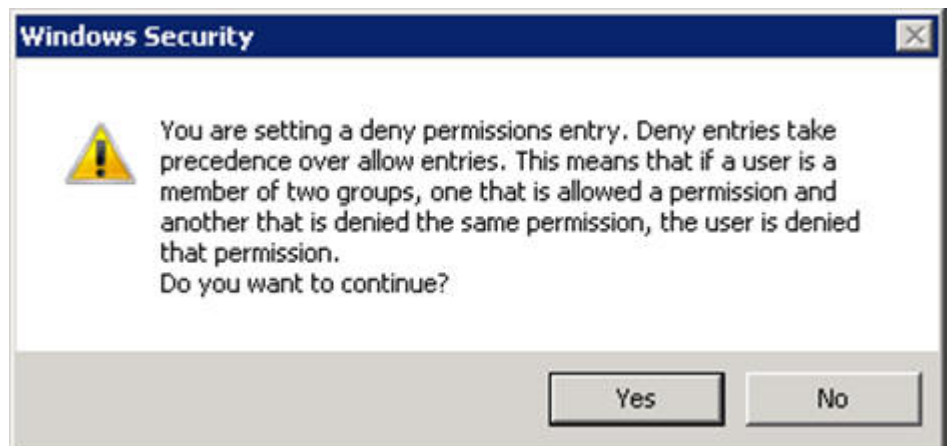 Windows Security
You are setting a deny permissions entry. Deny entries take
precedence over allow entries. This means that if a user is a
member of two groups, one that is allowed a permission and
another that is denied the same permission, the user is denied
that permission.
Do you want to continue?
Yes
No